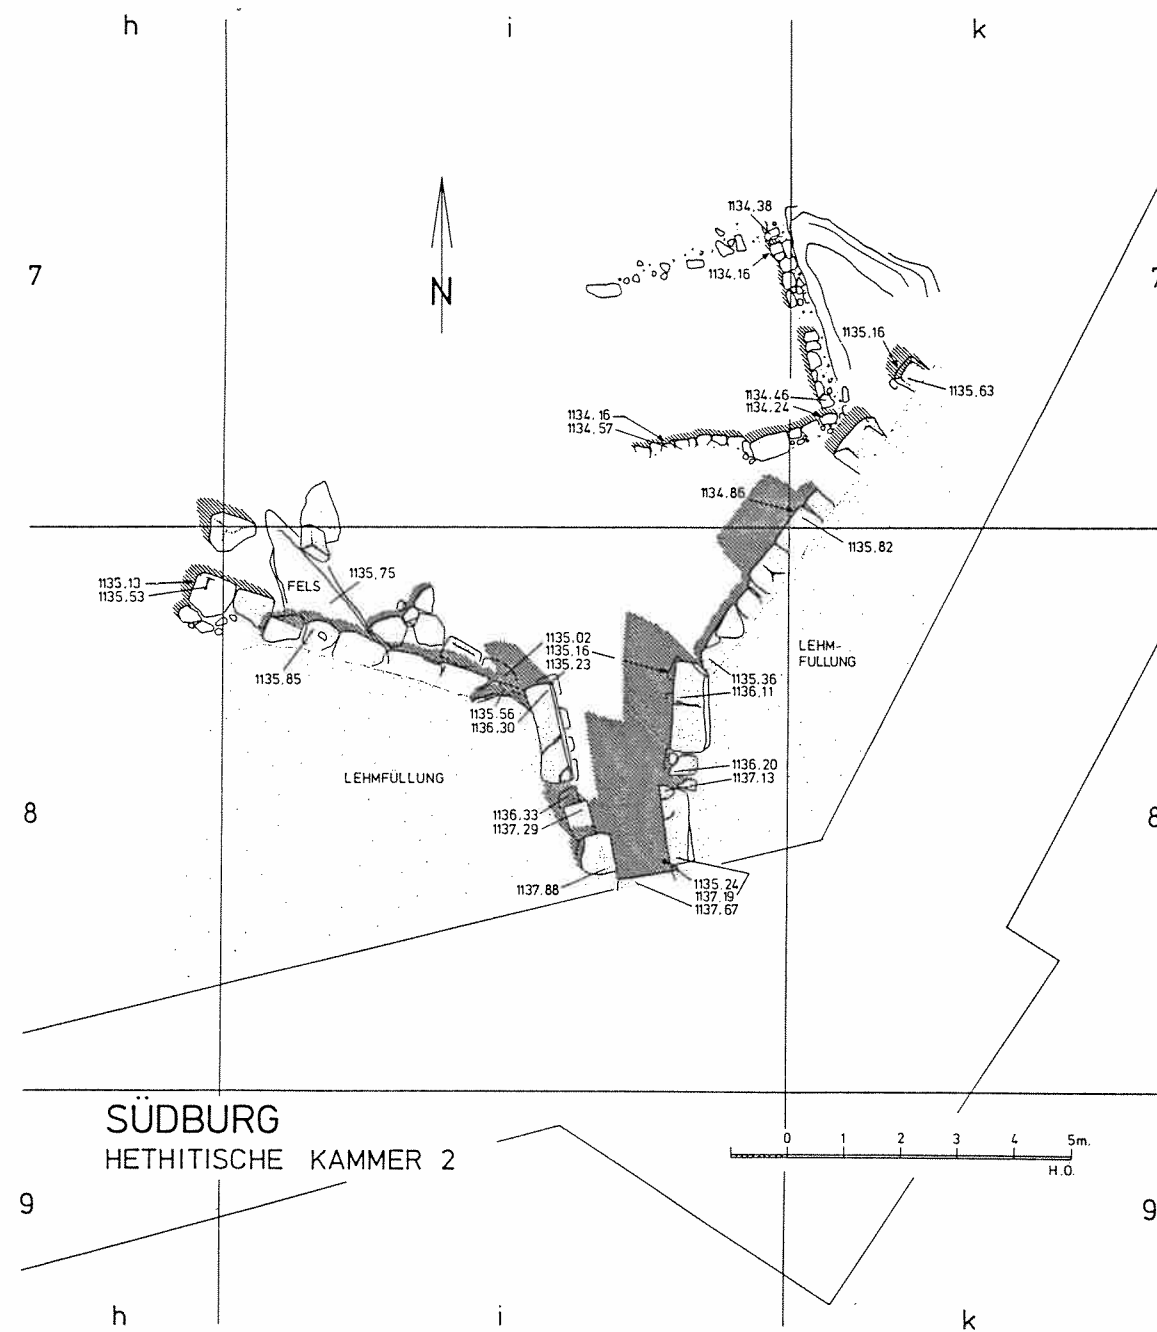 h i k
7 7
N
1134.38
1134.16
1135.16
1135.63
1134.46
1134.24
1134.16
1134.57
1134.86
1135.82
1135.13
1135.53
FELS
1135.75
1135.85
1135.02
1135.16
1135.23
LEHM-
FULLUNG
1135.36
1136.11
1135.56
1136.30
LEHMFÜLLUNG
1136.20
1137.13
8 8
1136.33
1137.29
1137.88
1135.24
1137.19
1137.67
SÜDBURG
HETHITISCHE KAMMER 2
0 1 2 3 4 5m.
H.O.
9 9
h i k